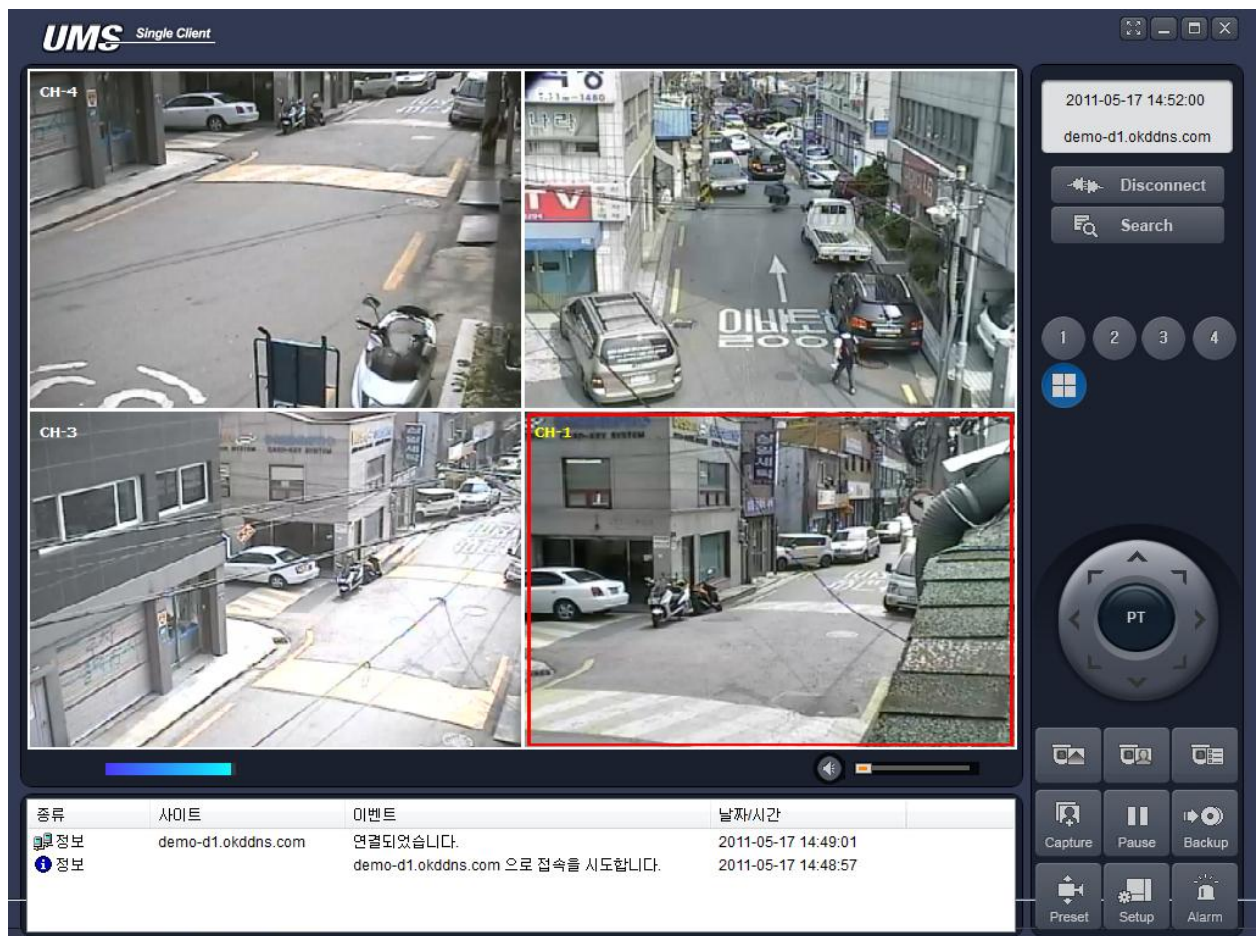 UMS Single Client
CH-4
2011-05-17 14:52:00
demo-d1.okddns.com
Disconnect
Search
TV
일방통
1 2 3 4
CH-3
CH-1
PT
종류 사이트 이벤트 날짜/시간
정보 demo-d1.okddns.com 연결되었습니다. 2011-05-17 14:49:01
정보 demo-d1.okddns.com 으로 접속을 시도합니다. 2011-05-17 14:48:57
Capture Pause Backup
Preset Setup Alarm